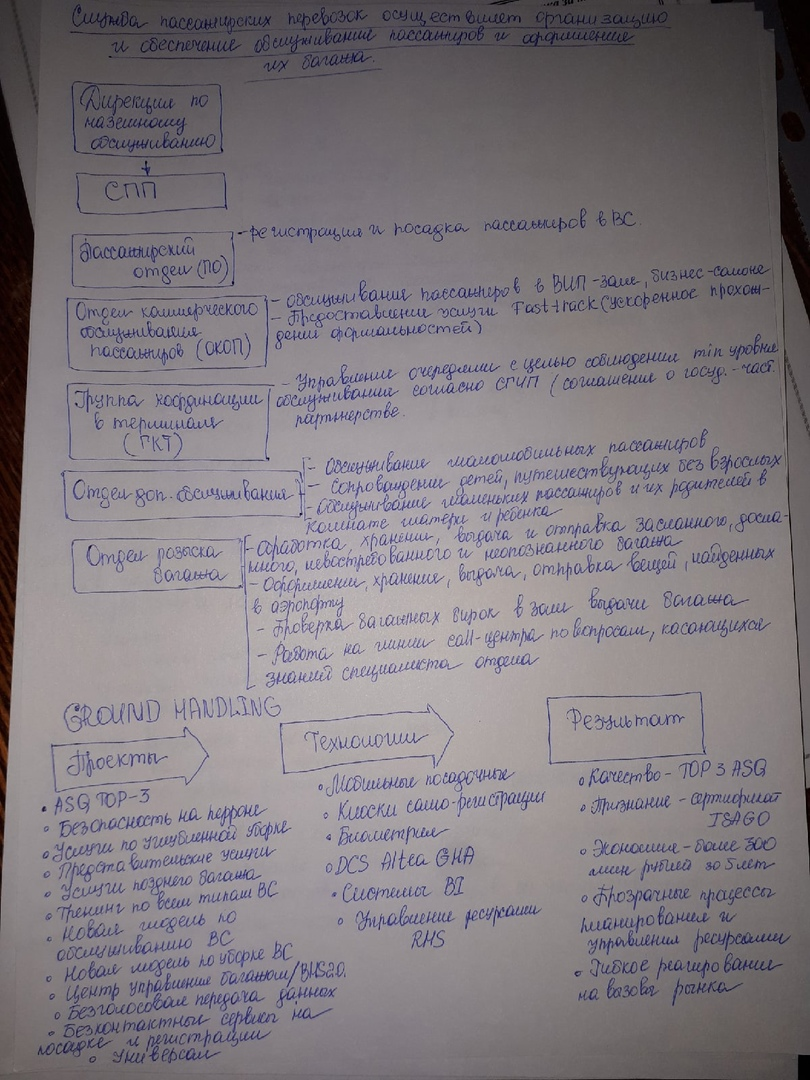 Служба пассажирских перевозок осуществляет организацию
и обеспечение обслуживание пассажиров и оформление
их багажа.
Дирекция по
наземному
обслуживанию
СПП
Пассажирский
отдел (ПО)
- регистрация и посадка пассажиров в ВС.
Отдел коммерческого
обслуживания
пассажиров (ОКОП)
- обслуживание пассажиров в ВИП-зале, бизнес-салоне
- Предоставление услуги Fast-track (ускоренное прохож-
дение формальностей)
Группа координации
в терминале
(ГКТ)
- Управление очередями с целью соблюдения min уровня
обслуживания согласно СГЧП (соглашения о госуд.-част.
партнерстве.
Отдел доп. обслуживания
- Обслуживание маломобильных пассажиров
- Сопровождение детей, путешествующих без взрослых
- Обслуживание маленьких пассажиров и их родителей в
комнате матери и ребенка
Отдел розыска
багажа
- Обработка, хранение, выдача и отправка засланного, досла-
нного, невостребованного и неопознанного багажа
- Оформление, хранение, выдача, отправка вещей, найденных
в аэропорту
- Проверка багажных бирок в зале выдачи багажа
- Работа на линии call-центра по вопросам, касающихся
знаний специалиста отдела
GROUND HANDLING
Проекты
• ASQ TOP-3
• Безопасность на перроне
• Услуги по углубленной уборке
• Представительские услуги
• Услуги позднего багажа
• Тренинг по всем типам ВС
• Новая модель по
обслуживанию ВС
• Новая модель по уборке ВС
• Центр управления багажом/BHS20.
• Безголосовая передача данных
• Безконтактные сервисы на
посадке и регистрации
• Универсал
Технологии
• Мобильные посадочные
• Киоски само-регистрации
• Биометрия
• DCS Altea GHA
• Системы BI
• Управление ресурсами
RMS
Результат
• Качество - TOP 3 ASQ
• Признание - сертификат
ISAGO
• Экономия - более 300
млн рублей за 5 лет
• Прозрачные процессы
планирования и
управления ресурсами
• Гибкое реагирование
на вызовы рынка